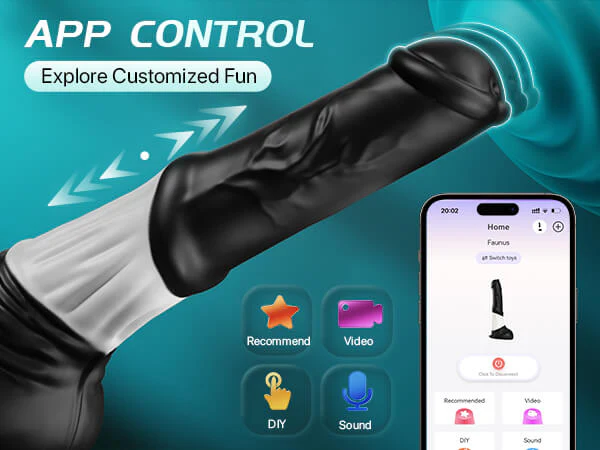 APP CONTROL
Explore Customized Fun
20:02
Home
Faunus
⇄ Switch toys
Click To Disconnect
Recommended
Video
DIY
Sound
Recommend
Video
DIY
Sound